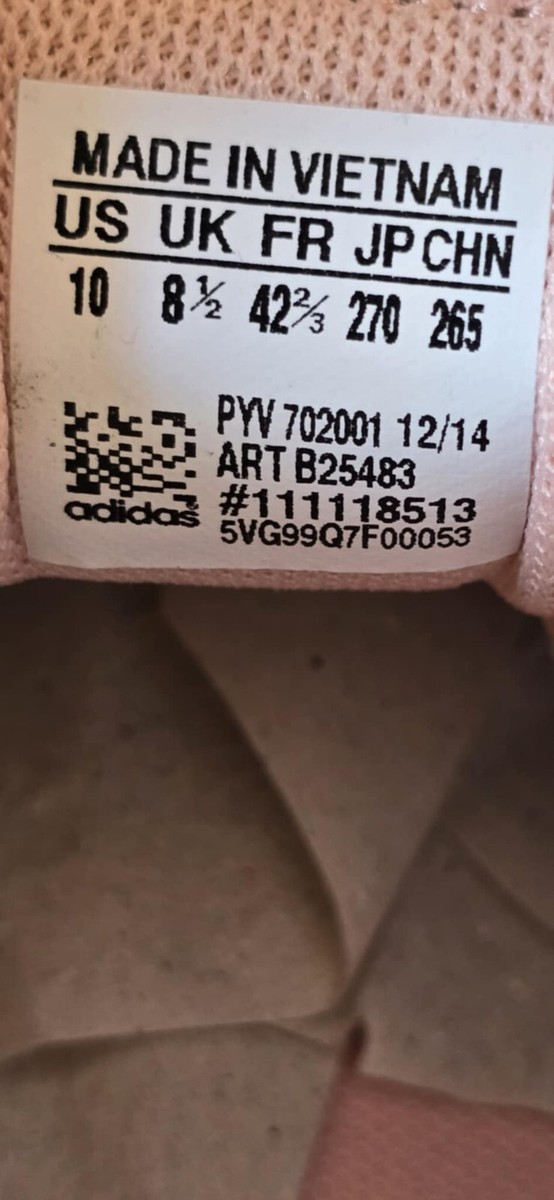 MADE IN VIETNAM
US UK FR JP CHN
10 8½ 42⅔ 270 265
PYV 702001 12/14
ART B25483
#111118513
adidas®
5VG99Q7F00053